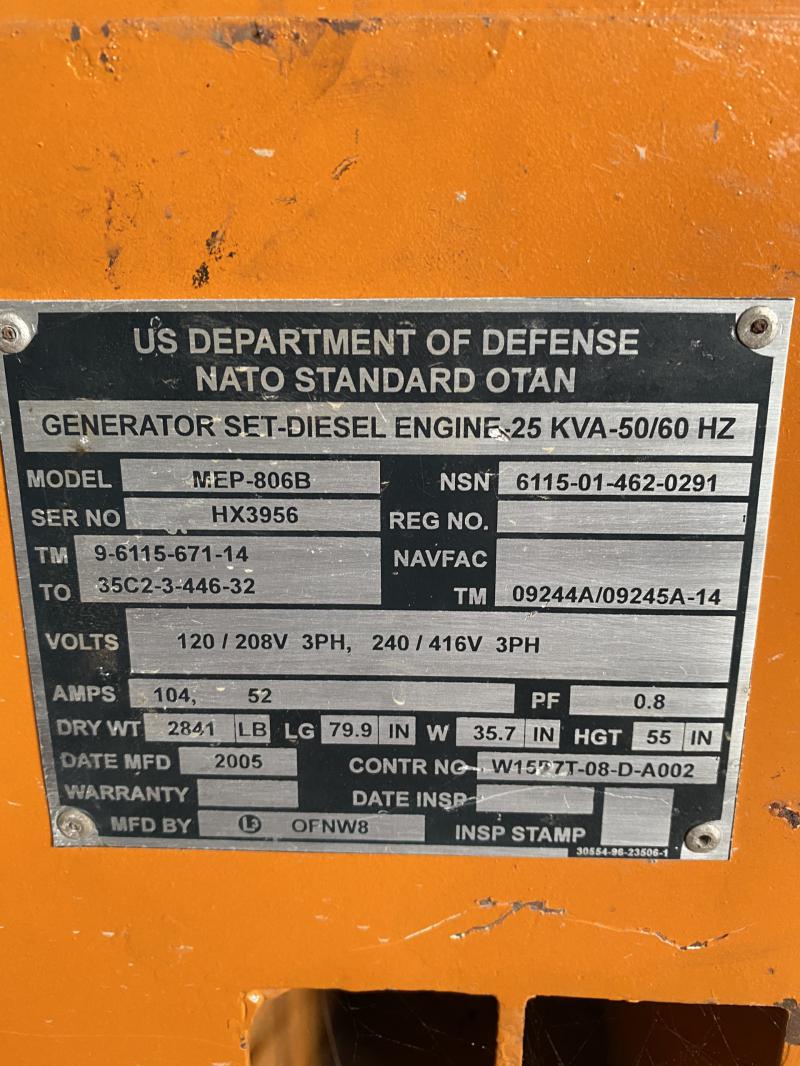 US DEPARTMENT OF DEFENSE
NATO STANDARD OTAN
GENERATOR SET-DIESEL ENGINE-25 KVA-50/60 HZ
MODEL MEP-806B NSN 6115-01-462-0291
SER NO HX3956 REG NO.
TM 9-6115-671-14 NAVFAC
TO 35C2-3-446-32 TM 09244A/09245A-14
VOLTS 120 / 208V 3PH, 240 / 416V 3PH
AMPS 104, 52 PF 0.8
DRY WT 2841 LB LG 79.9 IN W 35.7 IN HGT 55 IN
DATE MFD 2005 CONTR NO W15P7T-08-D-A002
WARRANTY DATE INSP
MFD BY OFNW8 INSP STAMP
30554-96-23506-1